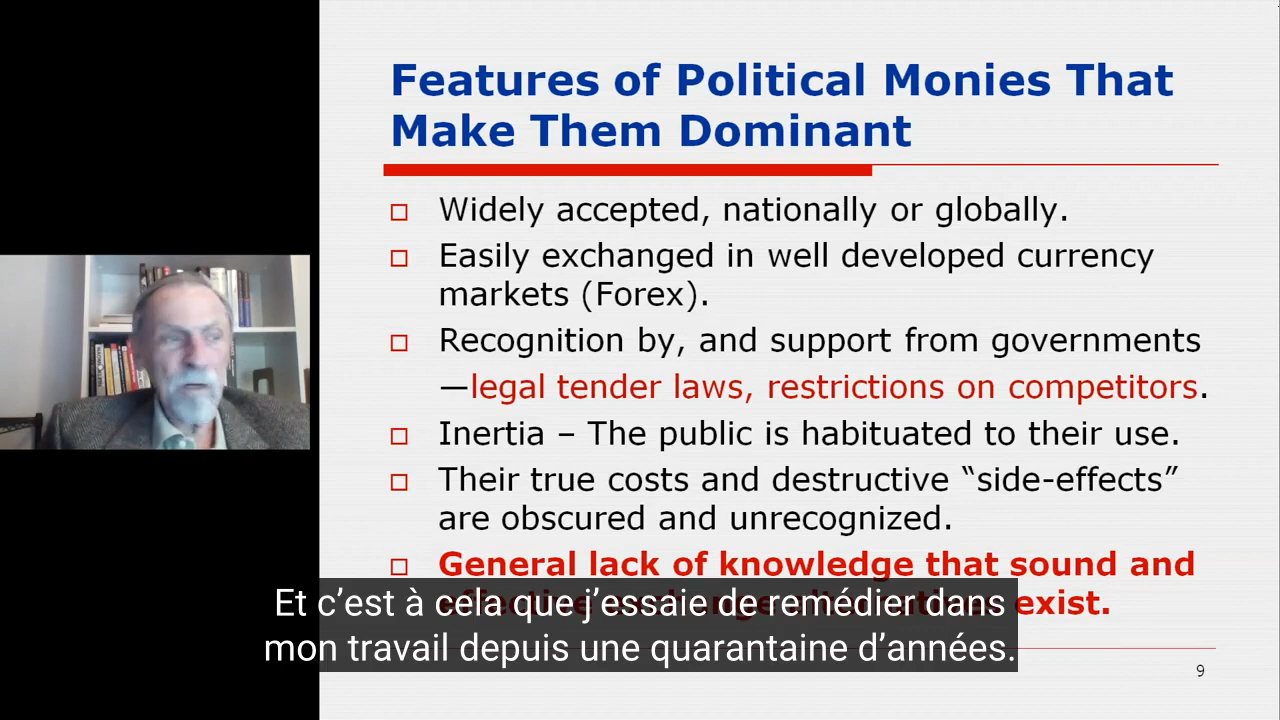 Features of Political Monies That
Make Them Dominant
Widely accepted, nationally or globally.
Easily exchanged in well developed currency
markets (Forex).
Recognition by, and support from governments
—legal tender laws, restrictions on competitors.
Inertia – The public is habituated to their use.
Their true costs and destructive “side-effects”
are obscured and unrecognized.
General lack of knowledge that sound and
exist.
Et c’est à cela que j’essaie de remédier dans
mon travail depuis une quarantaine d’années.
9